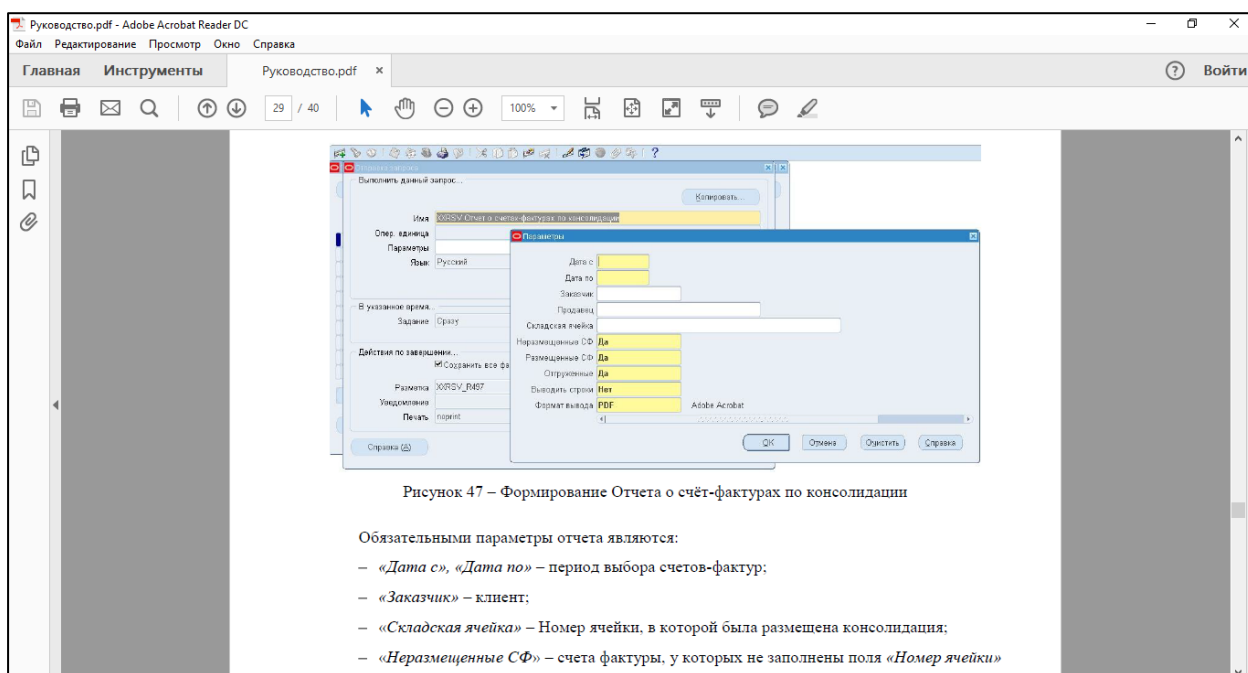 Руководство.pdf - Adobe Acrobat Reader DC
Файл Редактирование Просмотр Окно Справка
Главная Инструменты Руководство.pdf × ? Войти
29 / 40 100%
Выполнить данный запрос...
Копировать...
Имя XXRSV Отчет о счетах-фактурах по консолидации
Опер. единица
Параметры
Язык Русский
В указанное время...
Задание Сразу
Действия по завершении...
Сохранить все фа
Разметка XXRSV_R497
Уведомление
Печать noprint
Справка (А)
Параметры
Дата с
Дата по
Заказчик
Продавец
Складская ячейка
Неразмещенные СФ Да
Размещенные СФ Да
Отгруженные Да
Выводить строки Нет
Формат вывода PDF Adobe Acrobat
OK Отмена Очистить Справка
Рисунок 47 – Формирование Отчета о счёт-фактурах по консолидации
Обязательными параметры отчета являются:
– «Дата с», «Дата по» – период выбора счетов-фактур;
– «Заказчик» – клиент;
– «Складская ячейка» – Номер ячейки, в которой была размещена консолидация;
– «Неразмещенные СФ» – счета фактуры, у которых не заполнены поля «Номер ячейки»